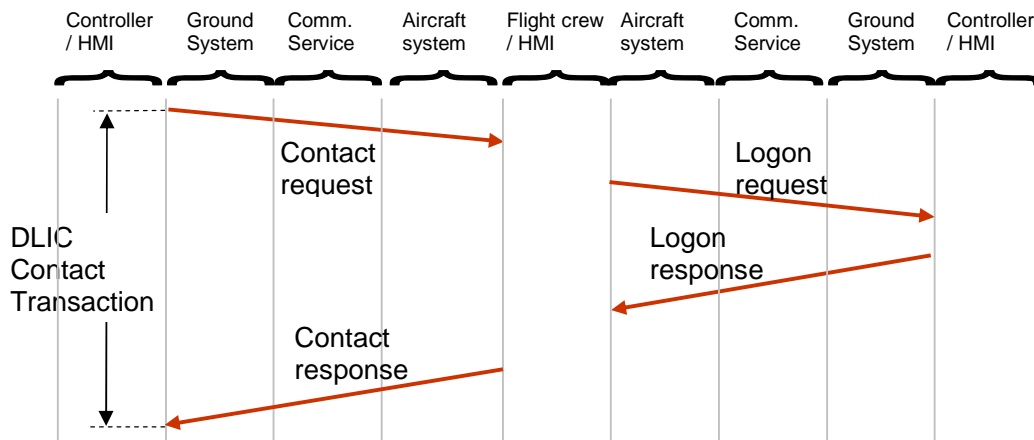 Controller
/ HMI
Ground
System
Comm.
Service
Aircraft
system
Flight crew
/ HMI
Aircraft
system
Comm.
Service
Ground
System
Controller
/ HMI
Contact
request
Logon
request
DLIC
Contact
Transaction
Logon
response
Contact
response